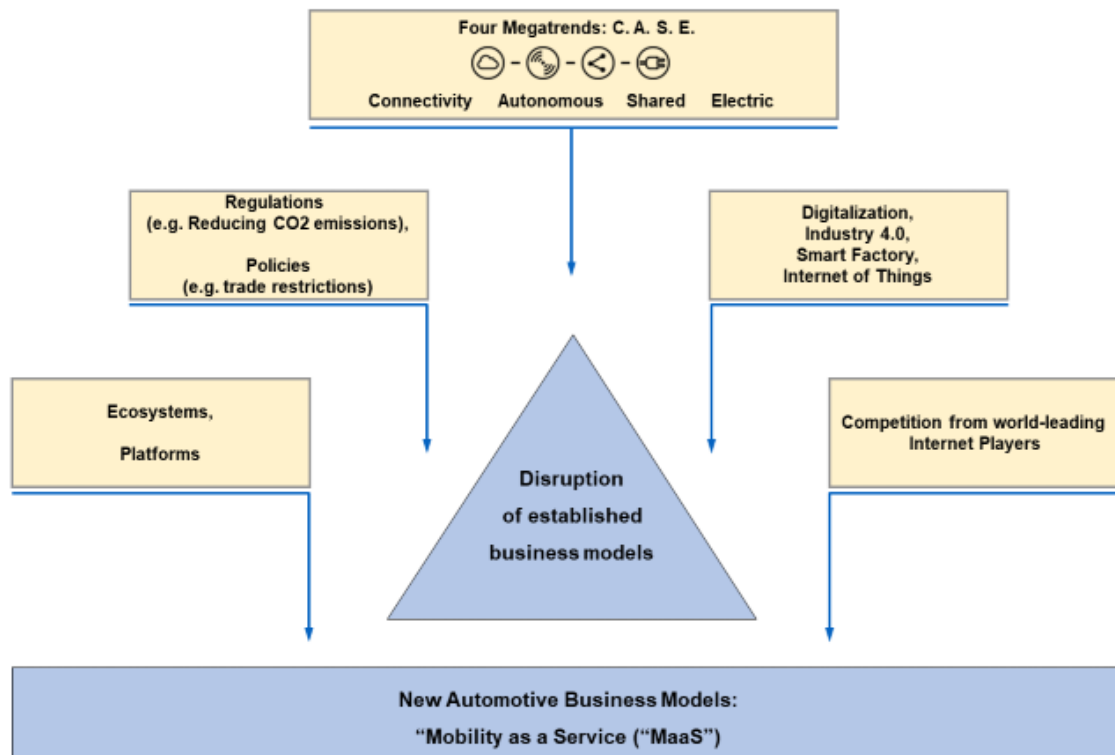 Four Megatrends: C. A. S. E.
Connectivity Autonomous Shared Electric
Regulations
(e.g. Reducing CO2 emissions),
Policies
(e.g. trade restrictions)
Digitalization,
Industry 4.0,
Smart Factory,
Internet of Things
Ecosystems,
Platforms
Competition from world-leading
Internet Players
Disruption
of established
business models
New Automotive Business Models:
“Mobility as a Service (“MaaS”)